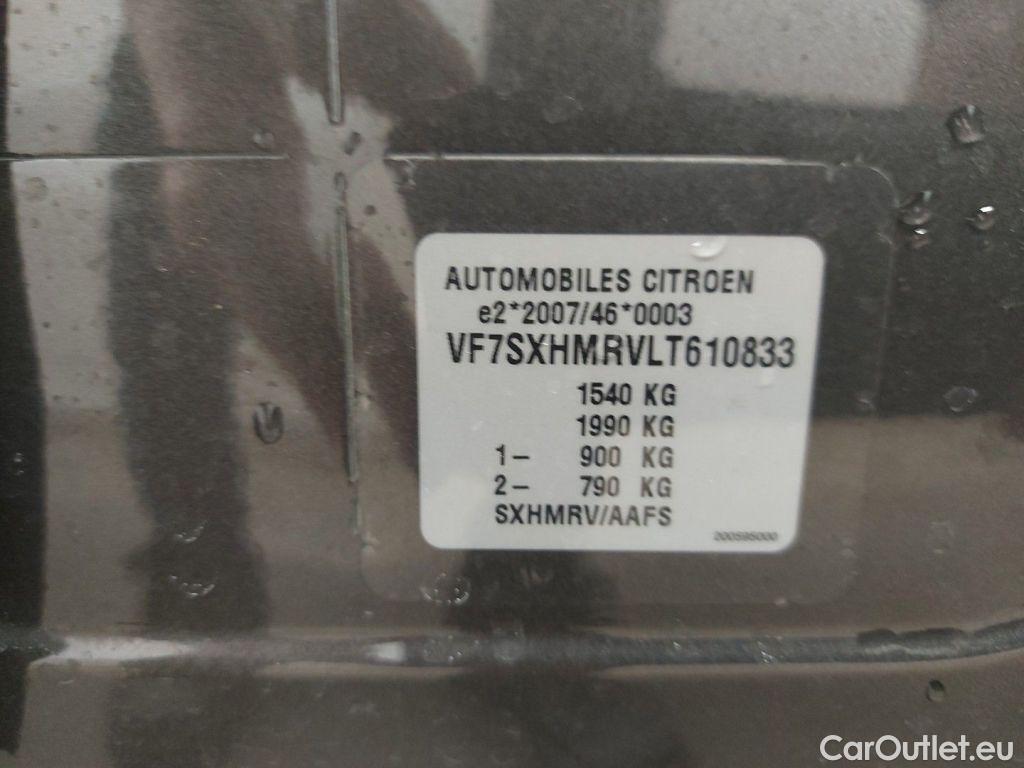 AUTOMOBILES CITROEN
e2*2007/46*0003
VF7SXHMRVLT610833
1540 KG
1990 KG
1- 900 KG
2- 790 KG
SXHMRV/AAFS
200595000
CarOutlet.eu